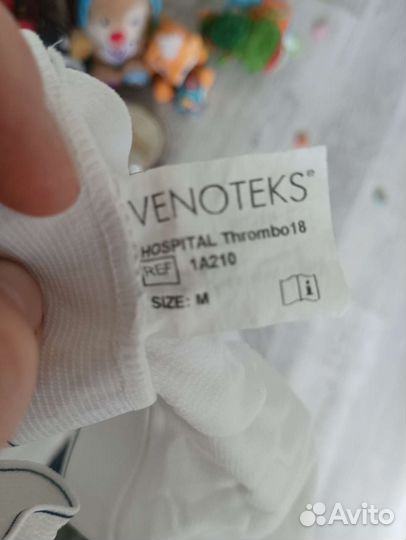 VENOTEKS®
HOSPITAL Thrombo18
REF 1A210
SIZE: M
i
Avito